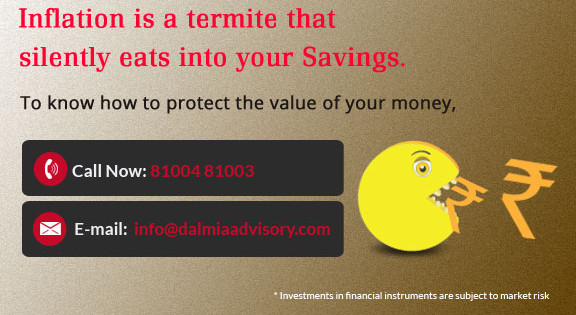 Inflation is a termite that
silently eats into your Savings.
To know how to protect the value of your money,
Call Now: 81004 81003
E-mail: info@dalmiaadvisory.com
₹ ₹
* Investments in financial instruments are subject to market risk